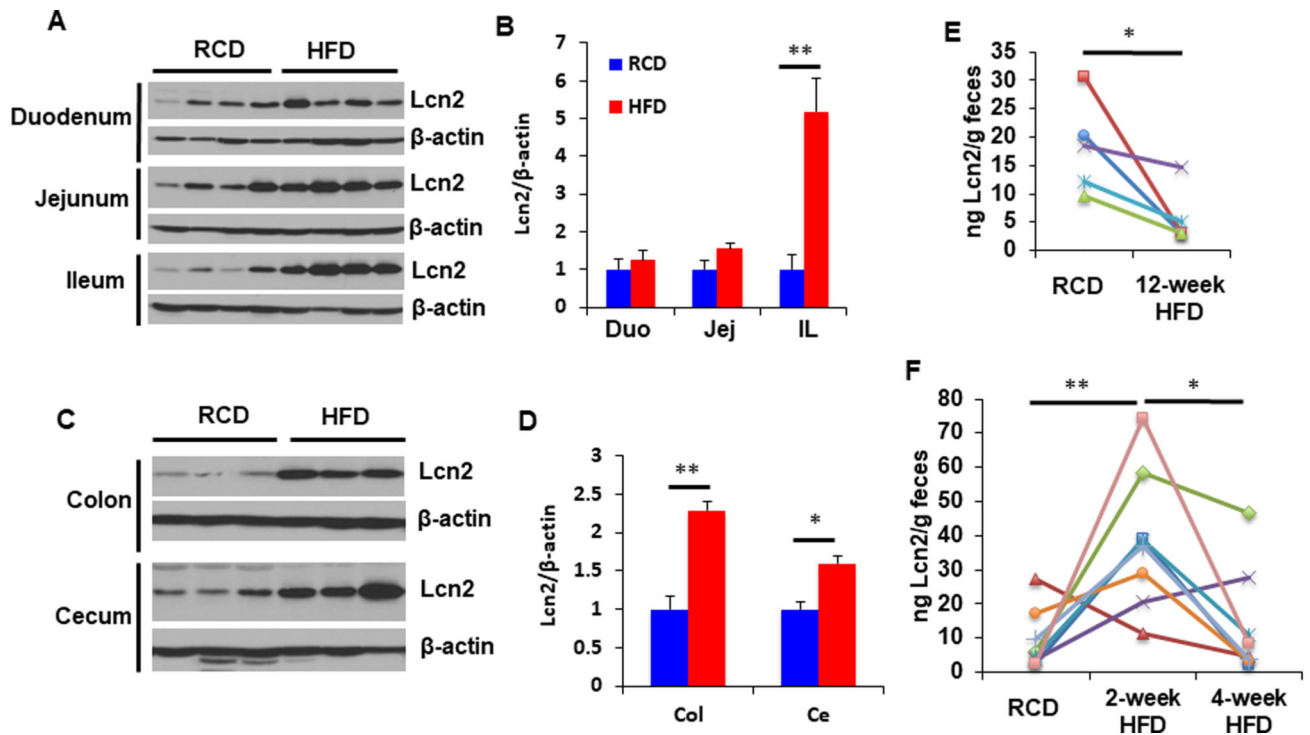 A
RCD HFD
Duodenum
Lcn2
β-actin
Jejunum
Lcn2
β-actin
Ileum
Lcn2
β-actin
B
Lcn2/β-actin
8
7
6
5
4
3
2
1
0
RCD
HFD
**
Duo Jej IL
C
RCD HFD
Colon
Lcn2
β-actin
Cecum
Lcn2
β-actin
D
Lcn2/β-actin
3
2.5
2
1.5
1
0.5
0
**
*
Col Ce
E
*
ng Lcn2/g feces
35
30
25
20
15
10
5
0
RCD 12-week
HFD
F
** *
ng Lcn2/g feces
80
70
60
50
40
30
20
10
0
RCD 2-week 4-week
HFD HFD